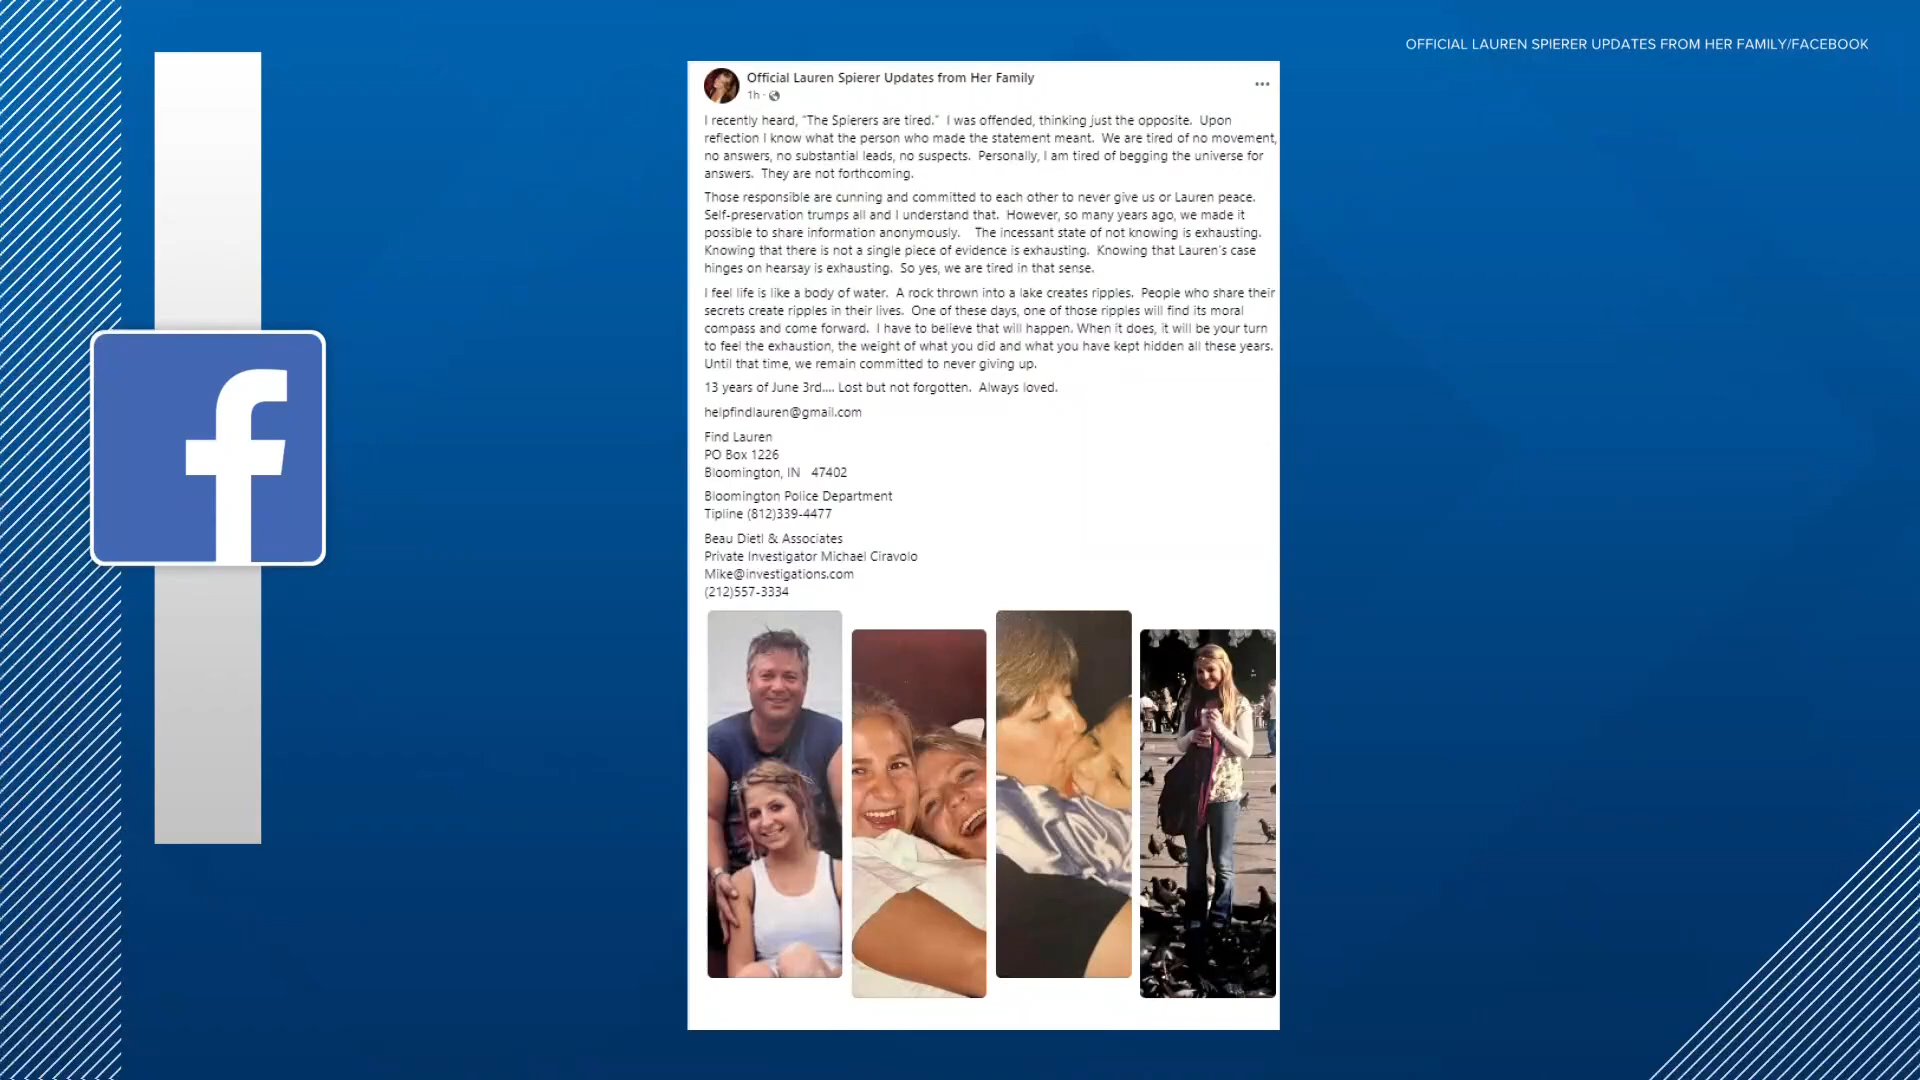 OFFICIAL LAUREN SPIERER UPDATES FROM HER FAMILY/FACEBOOK
Official Lauren Spierer Updates from Her Family
1h ·
I recently heard, "The Spierers are tired."  I was offended, thinking just the opposite.  Upon
reflection I know what the person who made the statement meant.  We are tired of no movement,
no answers, no substantial leads, no suspects.  Personally, I am tired of begging the universe for
answers.  They are not forthcoming.
Those responsible are cunning and committed to each other to never give us or Lauren peace.
Self-preservation trumps all and I understand that.  However, so many years ago, we made it
possible to share information anonymously.    The incessant state of not knowing is exhausting.
Knowing that there is not a single piece of evidence is exhausting.  Knowing that Lauren's case
hinges on hearsay is exhausting.  So yes, we are tired in that sense.
I feel life is like a body of water.  A rock thrown into a lake creates ripples.  People who share their
secrets create ripples in their lives.  One of these days, one of those ripples will find its moral
compass and come forward.  I have to believe that will happen. When it does, it will be your turn
to feel the exhaustion, the weight of what you did and what you have kept hidden all these years.
Until that time, we remain committed to never giving up.
13 years of June 3rd.... Lost but not forgotten.  Always loved.
helpfindlauren@gmail.com
Find Lauren
PO Box 1226
Bloomington, IN   47402
Bloomington Police Department
Tipline (812)339-4477
Beau Dietl & Associates
Private Investigator Michael Ciravolo
Mike@investigations.com
(212)557-3334